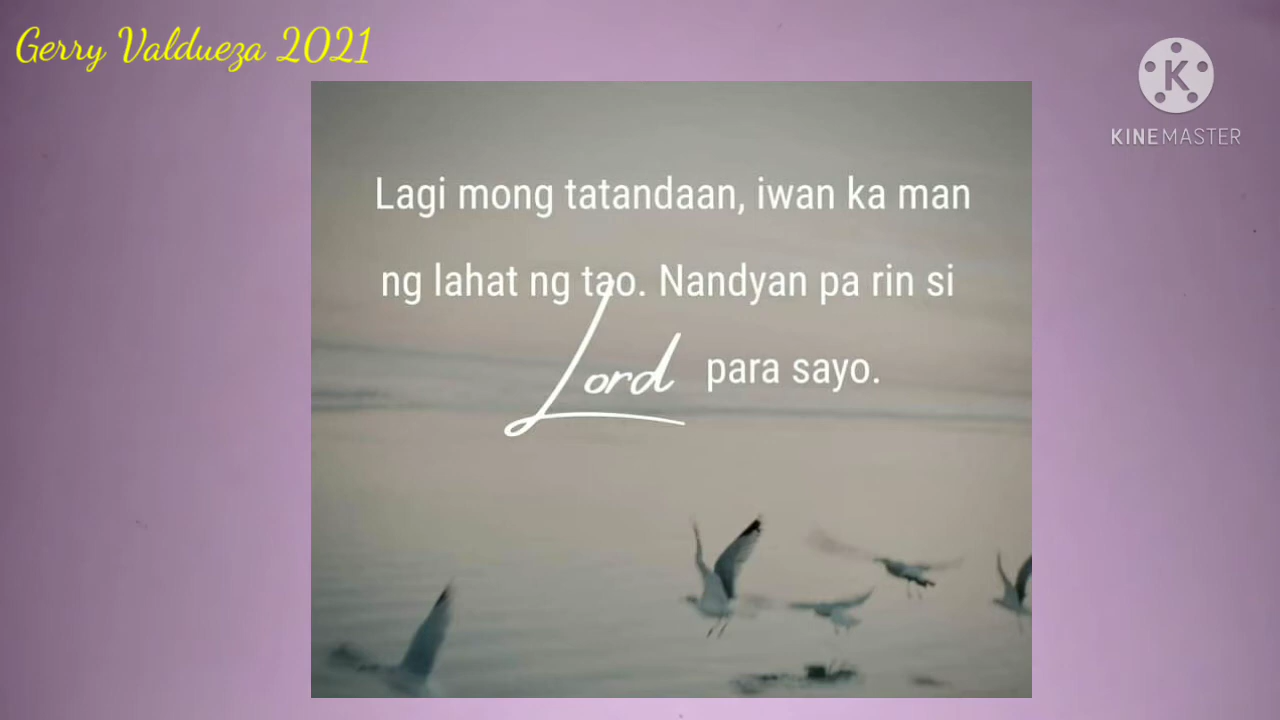 Gerry Valdueza 2021
K
KINEMASTER
Lagi mong tatandaan, iwan ka man
ng lahat ng tao. Nandyan pa rin si
Lord para sayo.